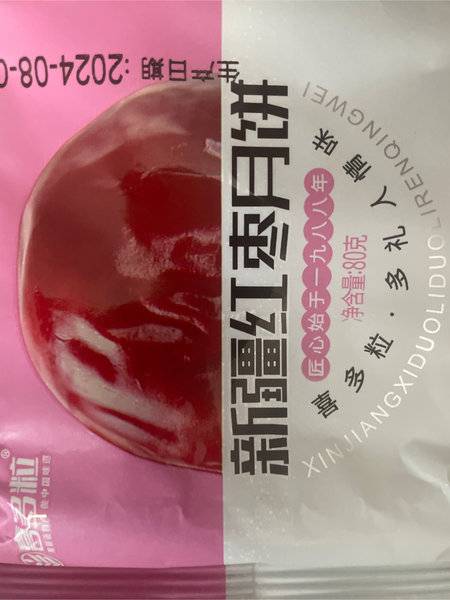 喜多粒®
新疆红枣月饼
匠心始于一九八八年
净含量:80克
喜多粒·多礼人情味
XINJIANGXIDUOLIDUOLIRENQINGWEI
生产日期:2024-08-0